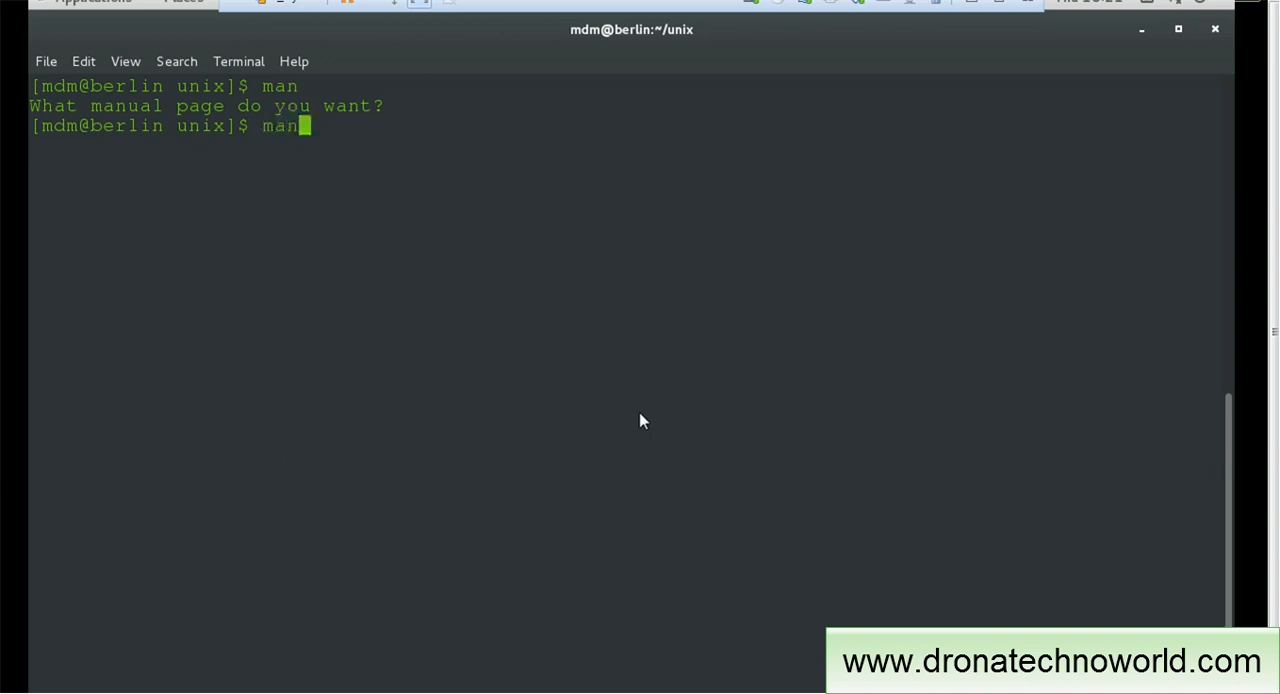 mdm@berlin:~/unix
File Edit View Search Terminal Help
[mdm@berlin unix]$ man
What manual page do you want?
[mdm@berlin unix]$ man
www.dronatechnoworld.com